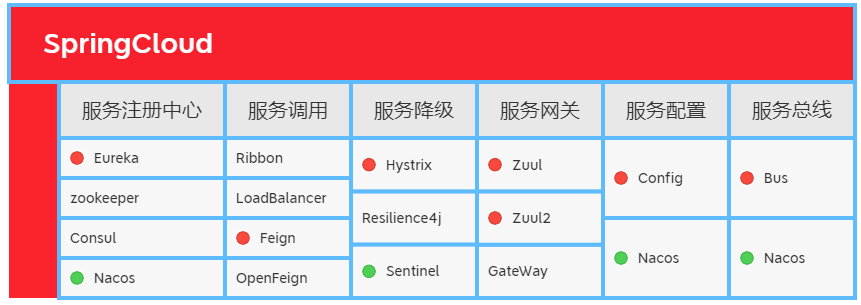 SpringCloud
服务注册中心 服务调用 服务降级 服务网关 服务配置 服务总线
Eureka
zookeeper
Consul
Nacos
Ribbon
LoadBalancer
Feign
OpenFeign
Hystrix
Resilience4j
Sentinel
Zuul
Zuul2
GateWay
Config
Nacos
Bus
Nacos